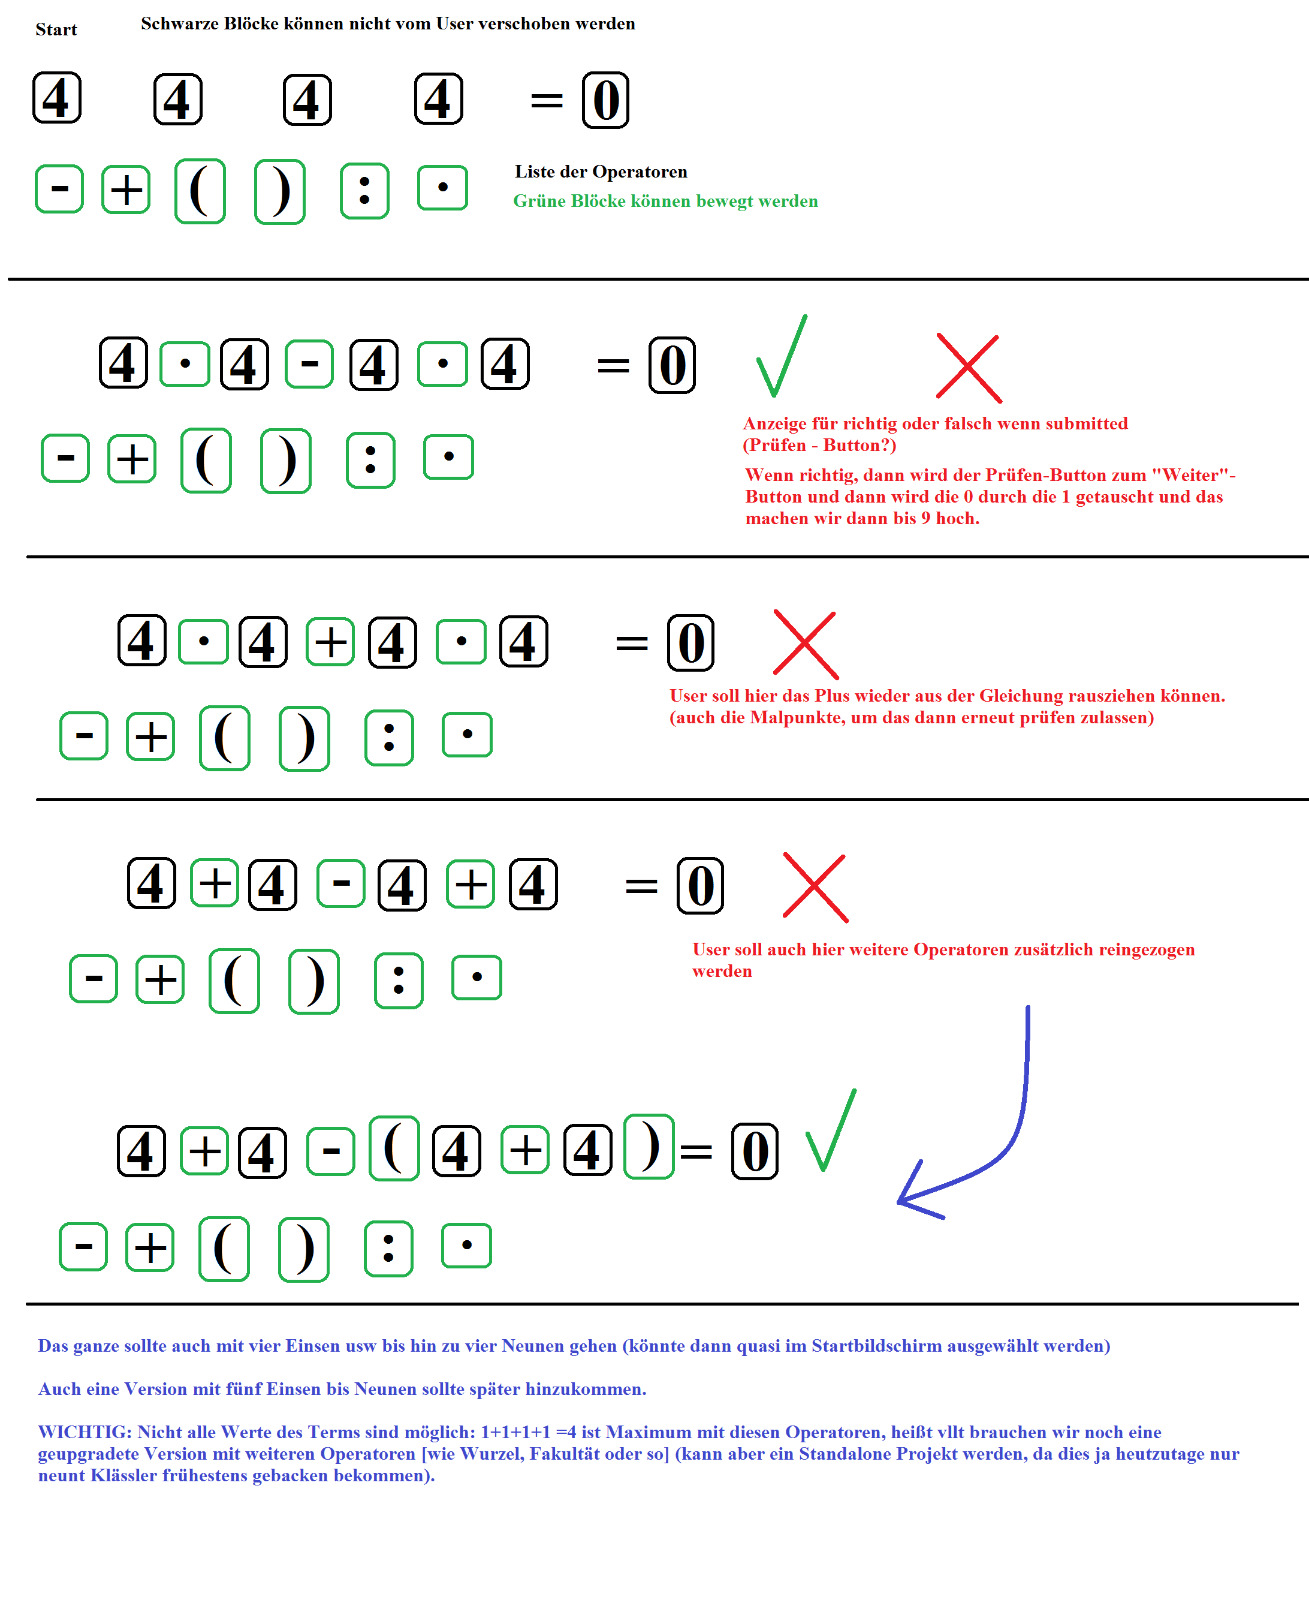 Start Schwarze Blöcke können nicht vom User verschoben werden
4 4 4 4 = 0
- + ( ) : ·
Liste der Operatoren
Grüne Blöcke können bewegt werden
4 · 4 - 4 · 4 = 0
- + ( ) : ·
Anzeige für richtig oder falsch wenn submitted
(Prüfen - Button?)
Wenn richtig, dann wird der Prüfen-Button zum "Weiter"-
Button und dann wird die 0 durch die 1 getauscht und das
machen wir dann bis 9 hoch.
4 · 4 + 4 · 4 = 0
- + ( ) : ·
User soll hier das Plus wieder aus der Gleichung rausziehen können.
(auch die Malpunkte, um das dann erneut prüfen zulassen)
4 + 4 - 4 + 4 = 0
- + ( ) : ·
User soll auch hier weitere Operatoren zusätzlich reingezogen
werden
4 + 4 - ( 4 + 4 ) = 0
- + ( ) : ·
Das ganze sollte auch mit vier Einsen usw bis hin zu vier Neunen gehen (könnte dann quasi im Startbildschirm ausgewählt werden)
Auch eine Version mit fünf Einsen bis Neunen sollte später hinzukommen.
WICHTIG: Nicht alle Werte des Terms sind möglich: 1+1+1+1 =4 ist Maximum mit diesen Operatoren, heißt vllt brauchen wir noch eine
geupgradete Version mit weiteren Operatoren [wie Wurzel, Fakultät oder so] (kann aber ein Standalone Projekt werden, da dies ja heutzutage nur
neunt Klässler frühestens gebacken bekommen).